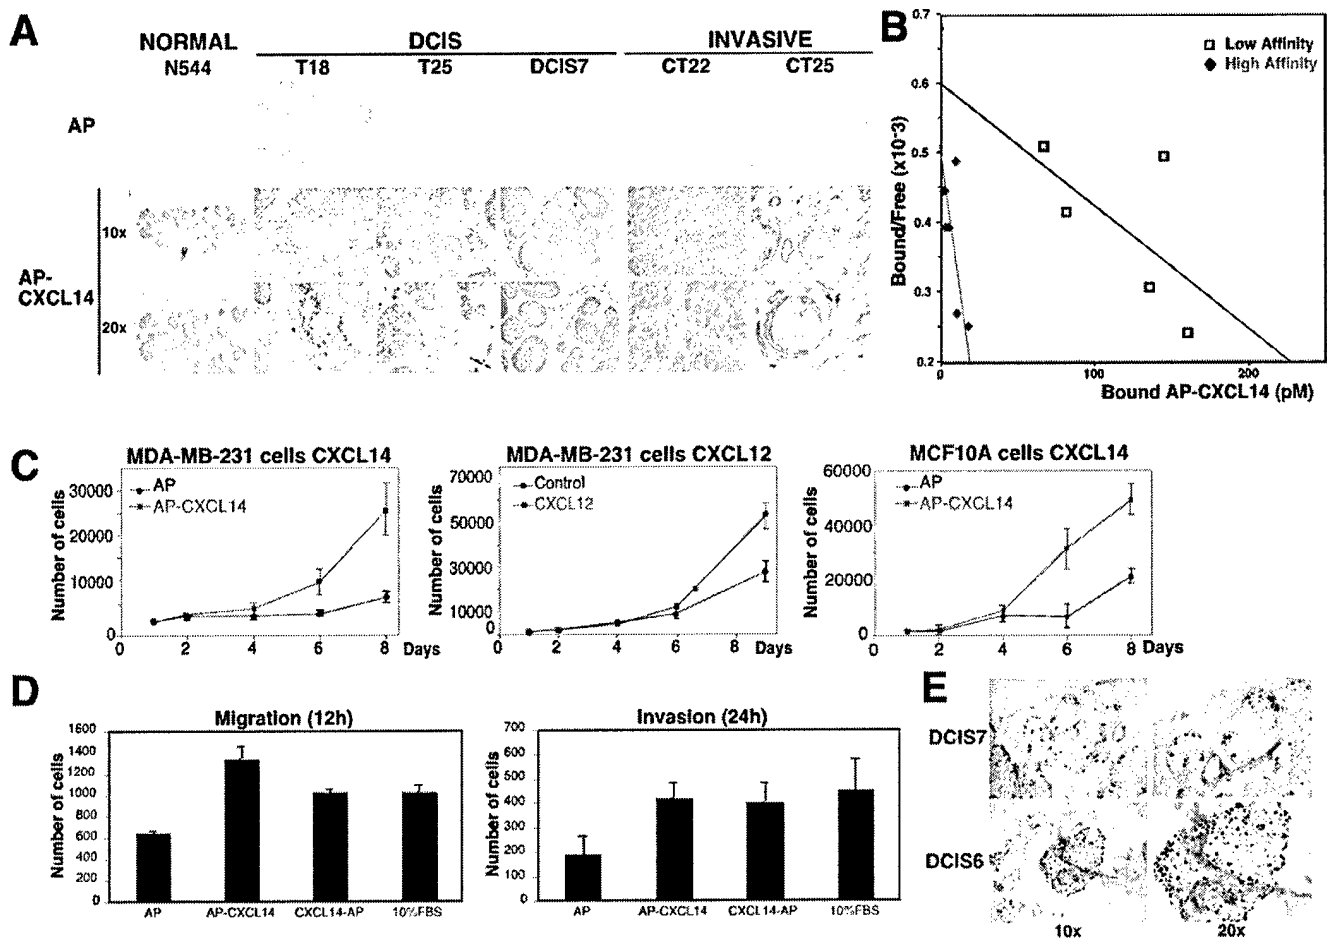 A
NORMAL DCIS INVASIVE
N544 T18 T25 DCIS7 CT22 CT25
AP
10x
AP-
CXCL14
20x
B
0.7
Low Affinity
High Affinity
0.6
0.5
0.4
0.3
0.2
Bound/Free (x10-3)
0 100 200
Bound AP-CXCL14 (pM)
C
MDA-MB-231 cells CXCL14
AP
AP-CXCL14
30000
20000
10000
0
Number of cells
0 2 4 6 8 Days
MDA-MB-231 cells CXCL12
Control
CXCL12
70000
50000
30000
10000
0
Number of cells
0 2 4 6 8 Days
MCF10A cells CXCL14
AP
AP-CXCL14
60000
40000
20000
0
Number of cells
0 2 4 6 8 Days
D
Migration (12h)
1600
1400
1200
1000
800
600
400
200
0
Number of cells
AP AP-CXCL14 CXCL14-AP 10%FBS
Invasion (24h)
700
600
500
400
300
200
100
0
Number of cells
AP AP-CXCL14 CXCL14-AP 10%FBS
E
DCIS7
DCIS6
10x 20x